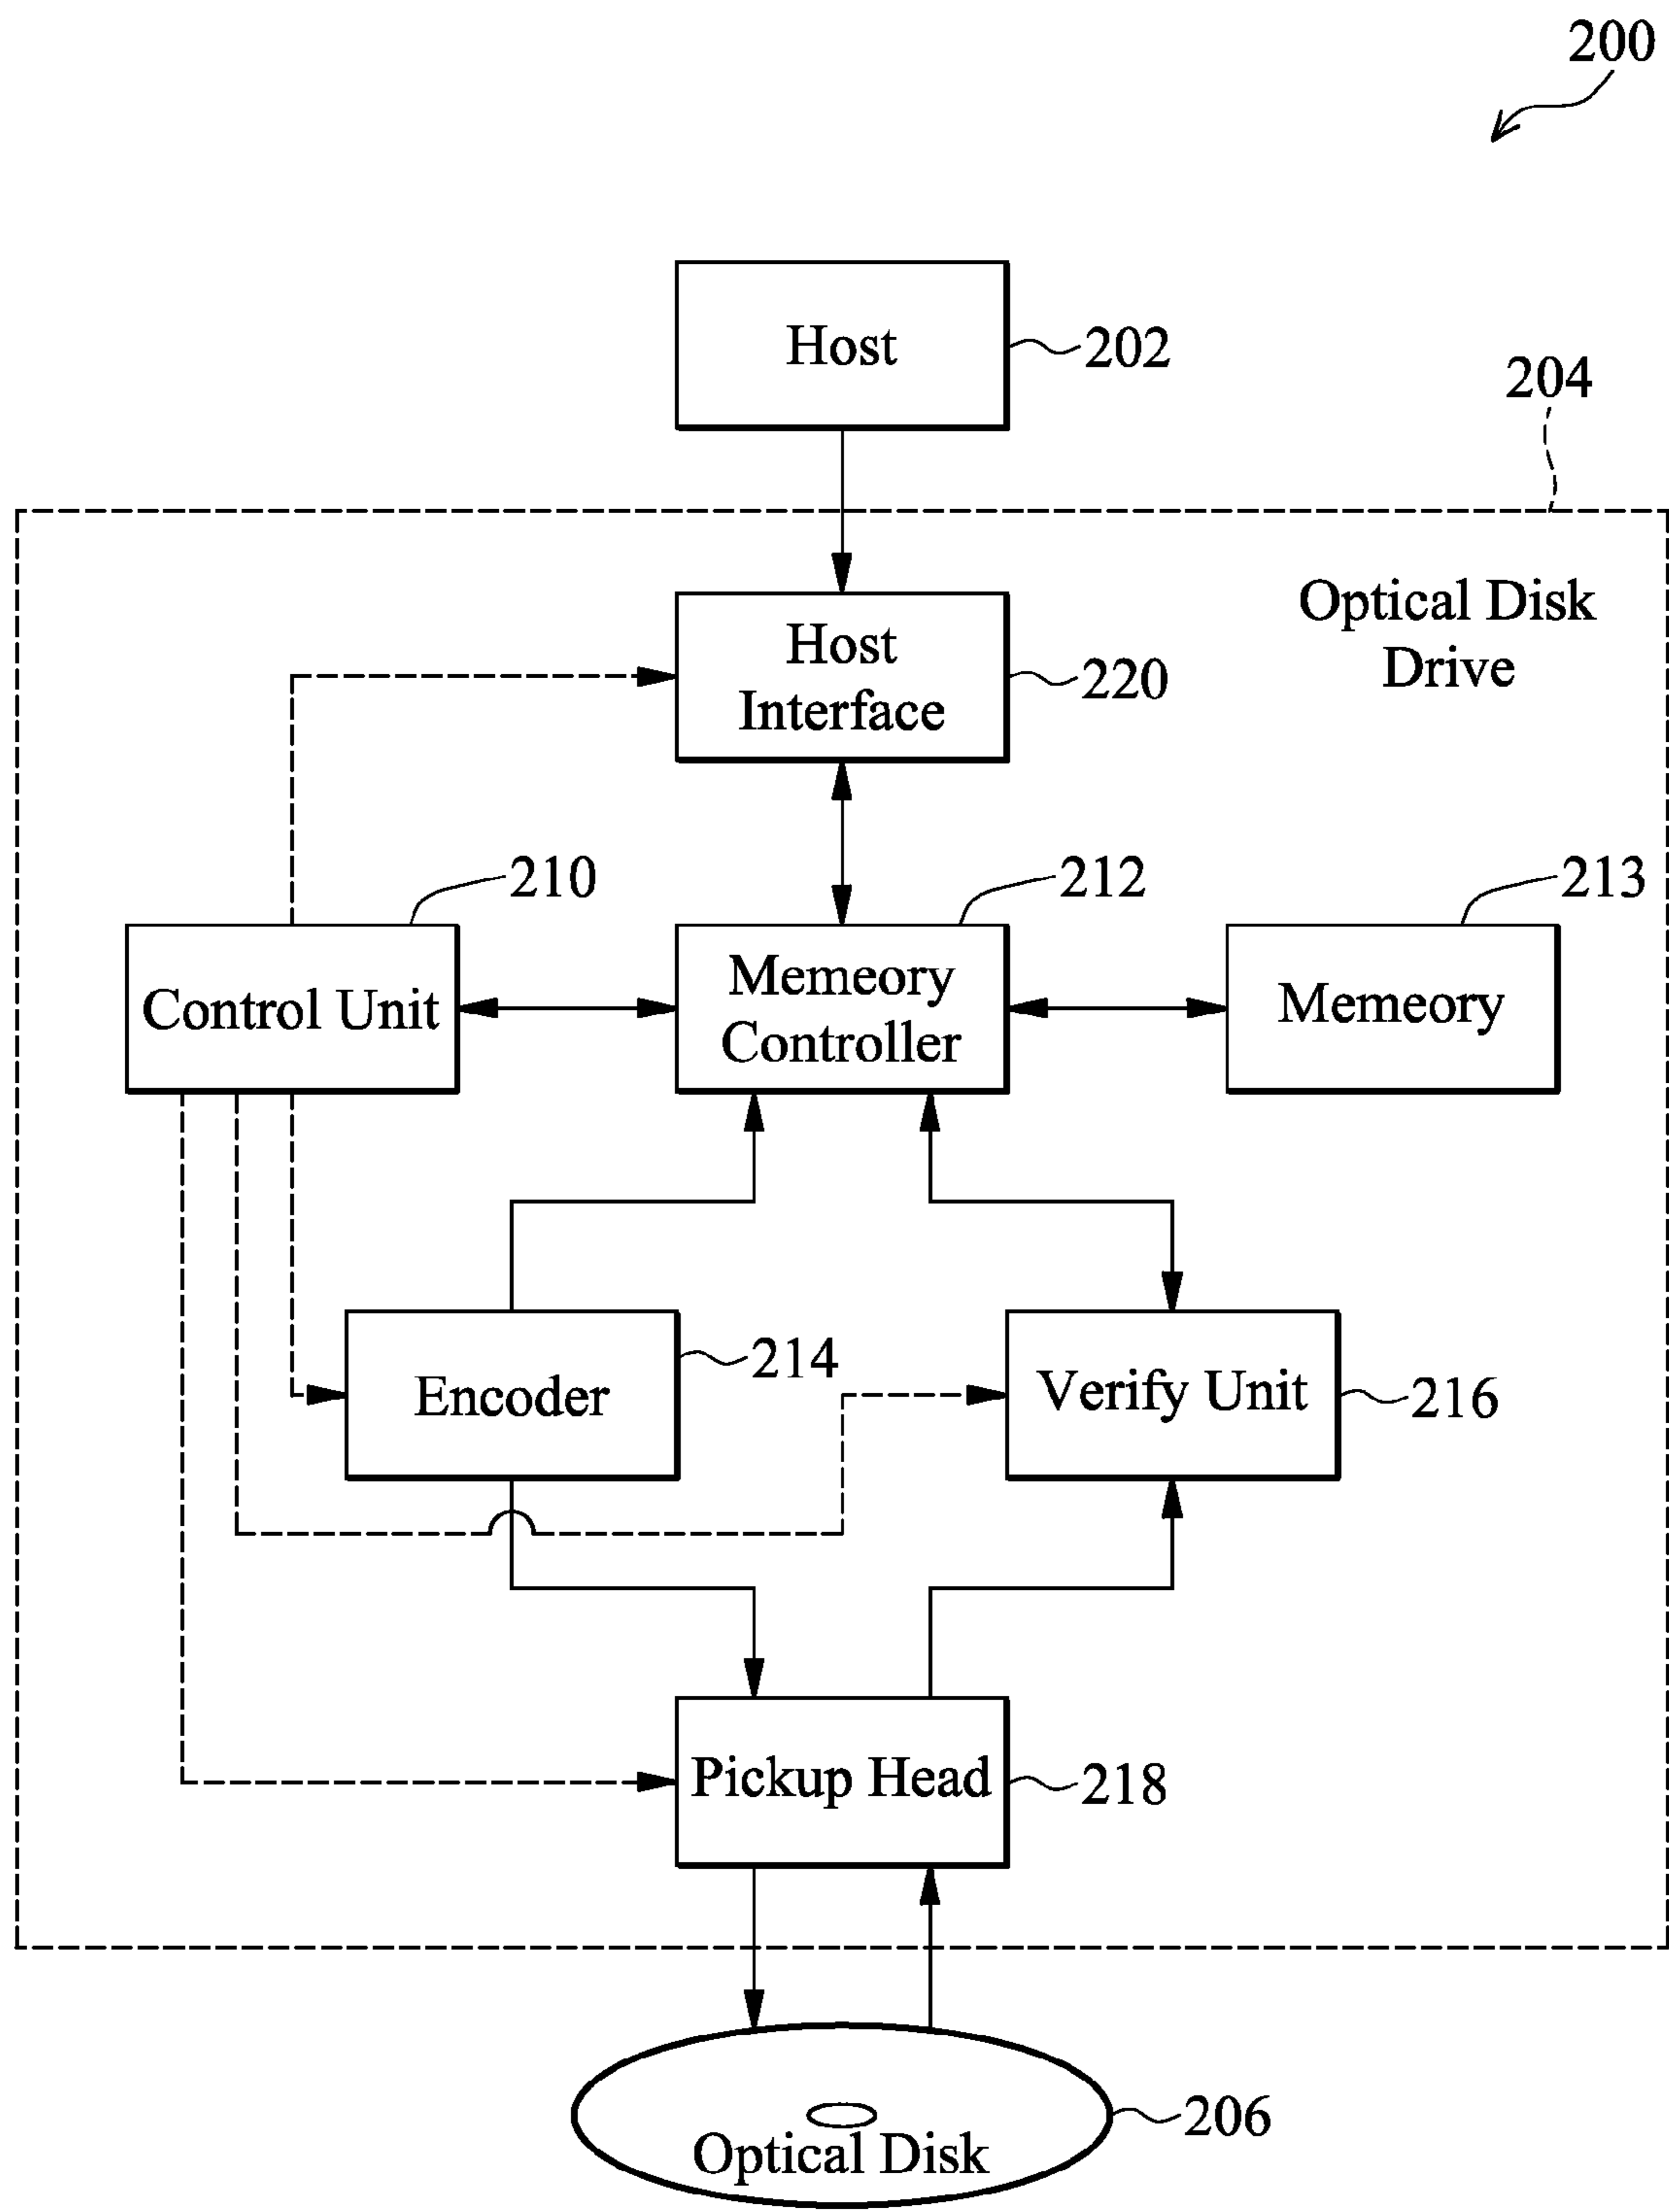 200
Host
202
204
Optical Disk
Drive
Host
Interface
220
210
212
213
Control Unit
Memeory
Controller
Memeory
Encoder
214
Verify Unit
216
Pickup Head
218
Optical Disk
206